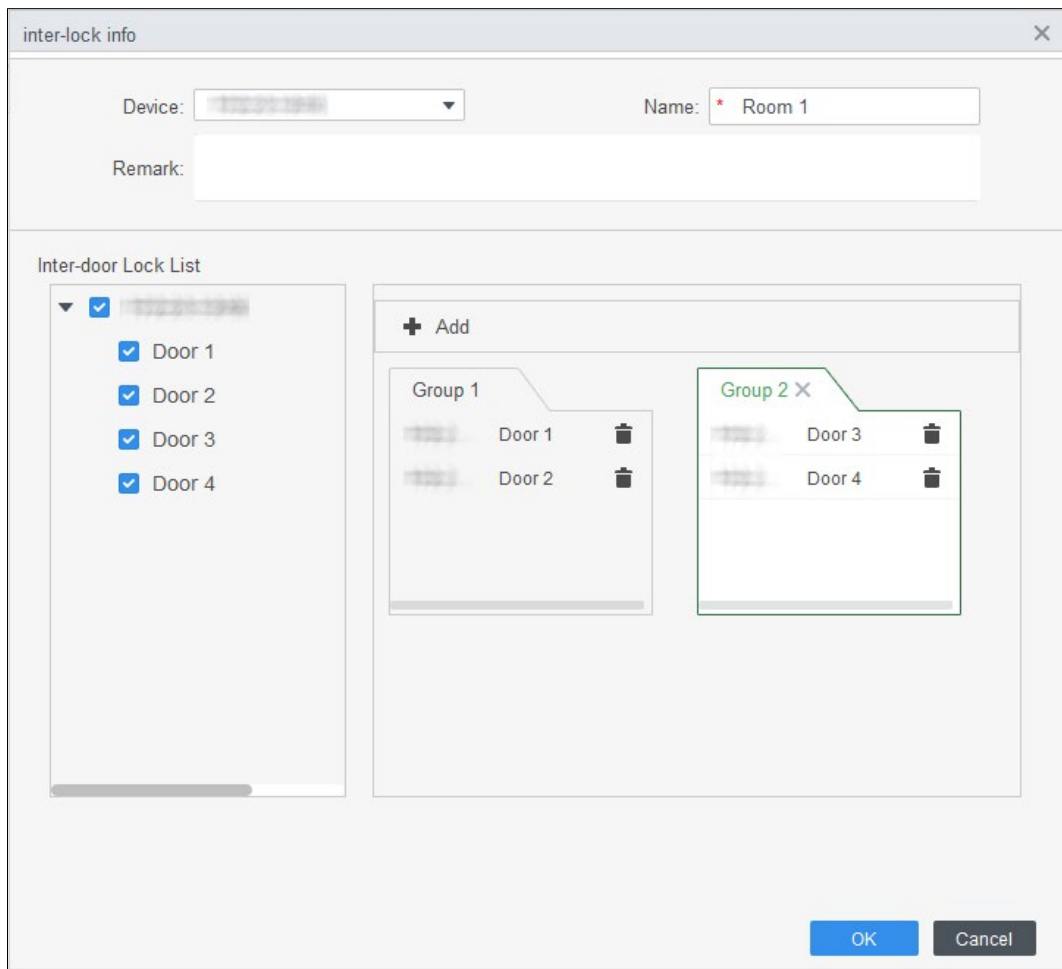 inter-lock info
Device:
Name: * Room 1
Remark:
Inter-door Lock List
Door 1
Door 2
Door 3
Door 4
Add
Group 1
Door 1
Door 2
Group 2
Door 3
Door 4
OK
Cancel